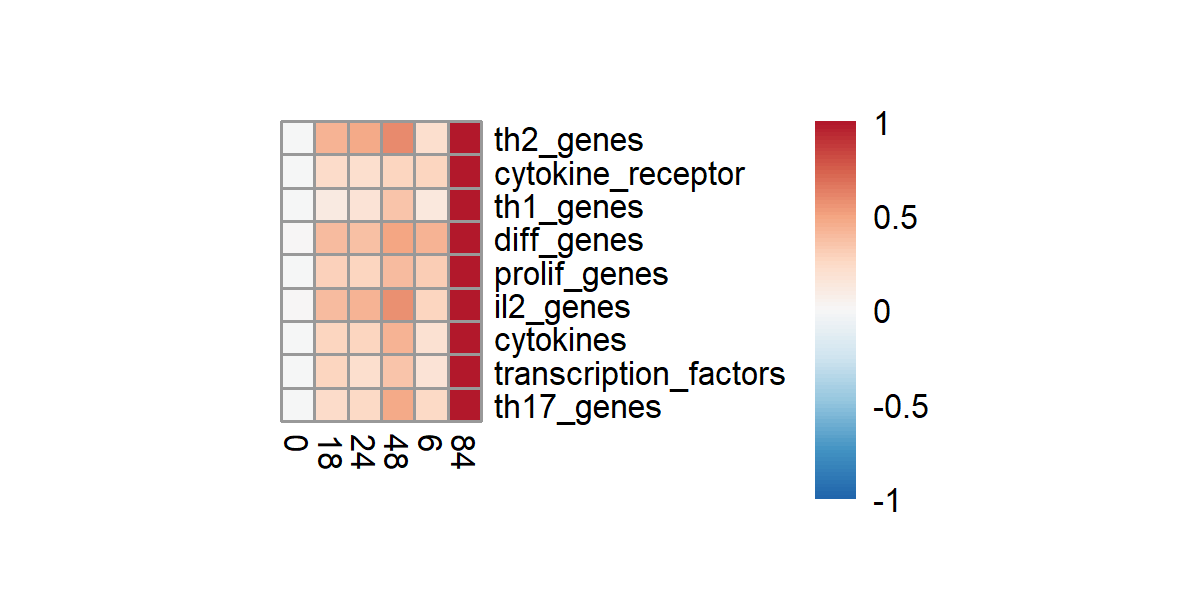 th2_genes
cytokine_receptor
th1_genes
diff_genes
prolif_genes
il2_genes
cytokines
transcription_factors
th17_genes
0
18
24
48
6
84
1
0.5
0
-0.5
-1